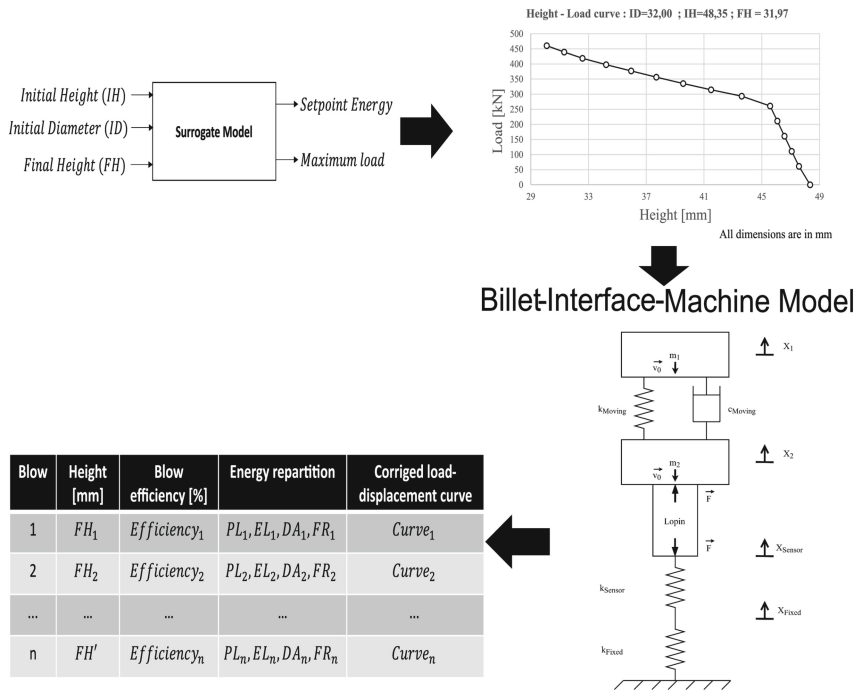 Initial Height (IH)
Initial Diameter (ID)
Final Height (FH)
Surrogate Model
Setpoint Energy
Maximum load
Height - Load curve : ID=32,00 ; IH=48,35 ; FH = 31,97
Load [kN]
500
450
400
350
300
250
200
150
100
50
0
29 33 37 41 45 49
Height [mm]
All dimensions are in mm
Billet-Interface-Machine Model
m1
v0
X1
kMoving
cMoving
m2
v0
X2
F
Lopin
F
XSensor
kSensor
XFixed
kFixed
Blow Height [mm] Blow efficiency [%] Energy repartition Corriged load-displacement curve
1 FH1 Efficiency1 PL1, EL1, DA1, FR1 Curve1
2 FH2 Efficiency2 PL2, EL2, DA2, FR2 Curve2
... ... ... ... ...
n FH' Efficiencyn PLn, ELn, DAn, FRn Curven